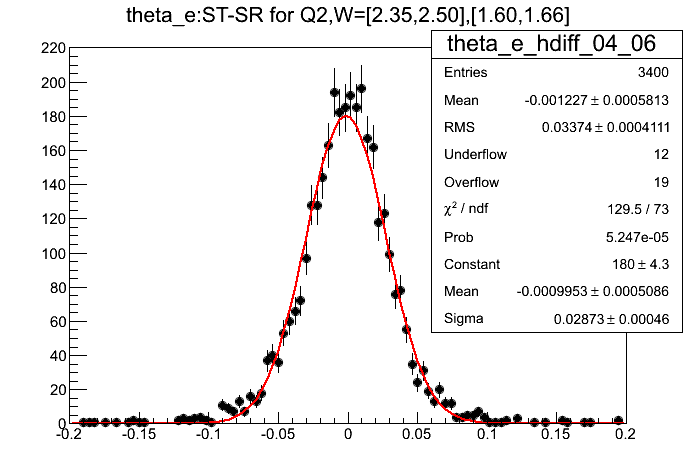 theta_e:ST-SR for Q2,W=[2.35,2.50],[1.60,1.66]
theta_e_hdiff_04_06
Entries 3400
Mean -0.001227 ± 0.0005813
RMS 0.03374 ± 0.0004111
Underflow 12
Overflow 19
χ² / ndf 129.5 / 73
Prob 5.247e-05
Constant 180 ± 4.3
Mean -0.0009953 ± 0.0005086
Sigma 0.02873 ± 0.00046
220
200
180
160
140
120
100
80
60
40
20
0
-0.2 -0.15 -0.1 -0.05 0 0.05 0.1 0.15 0.2